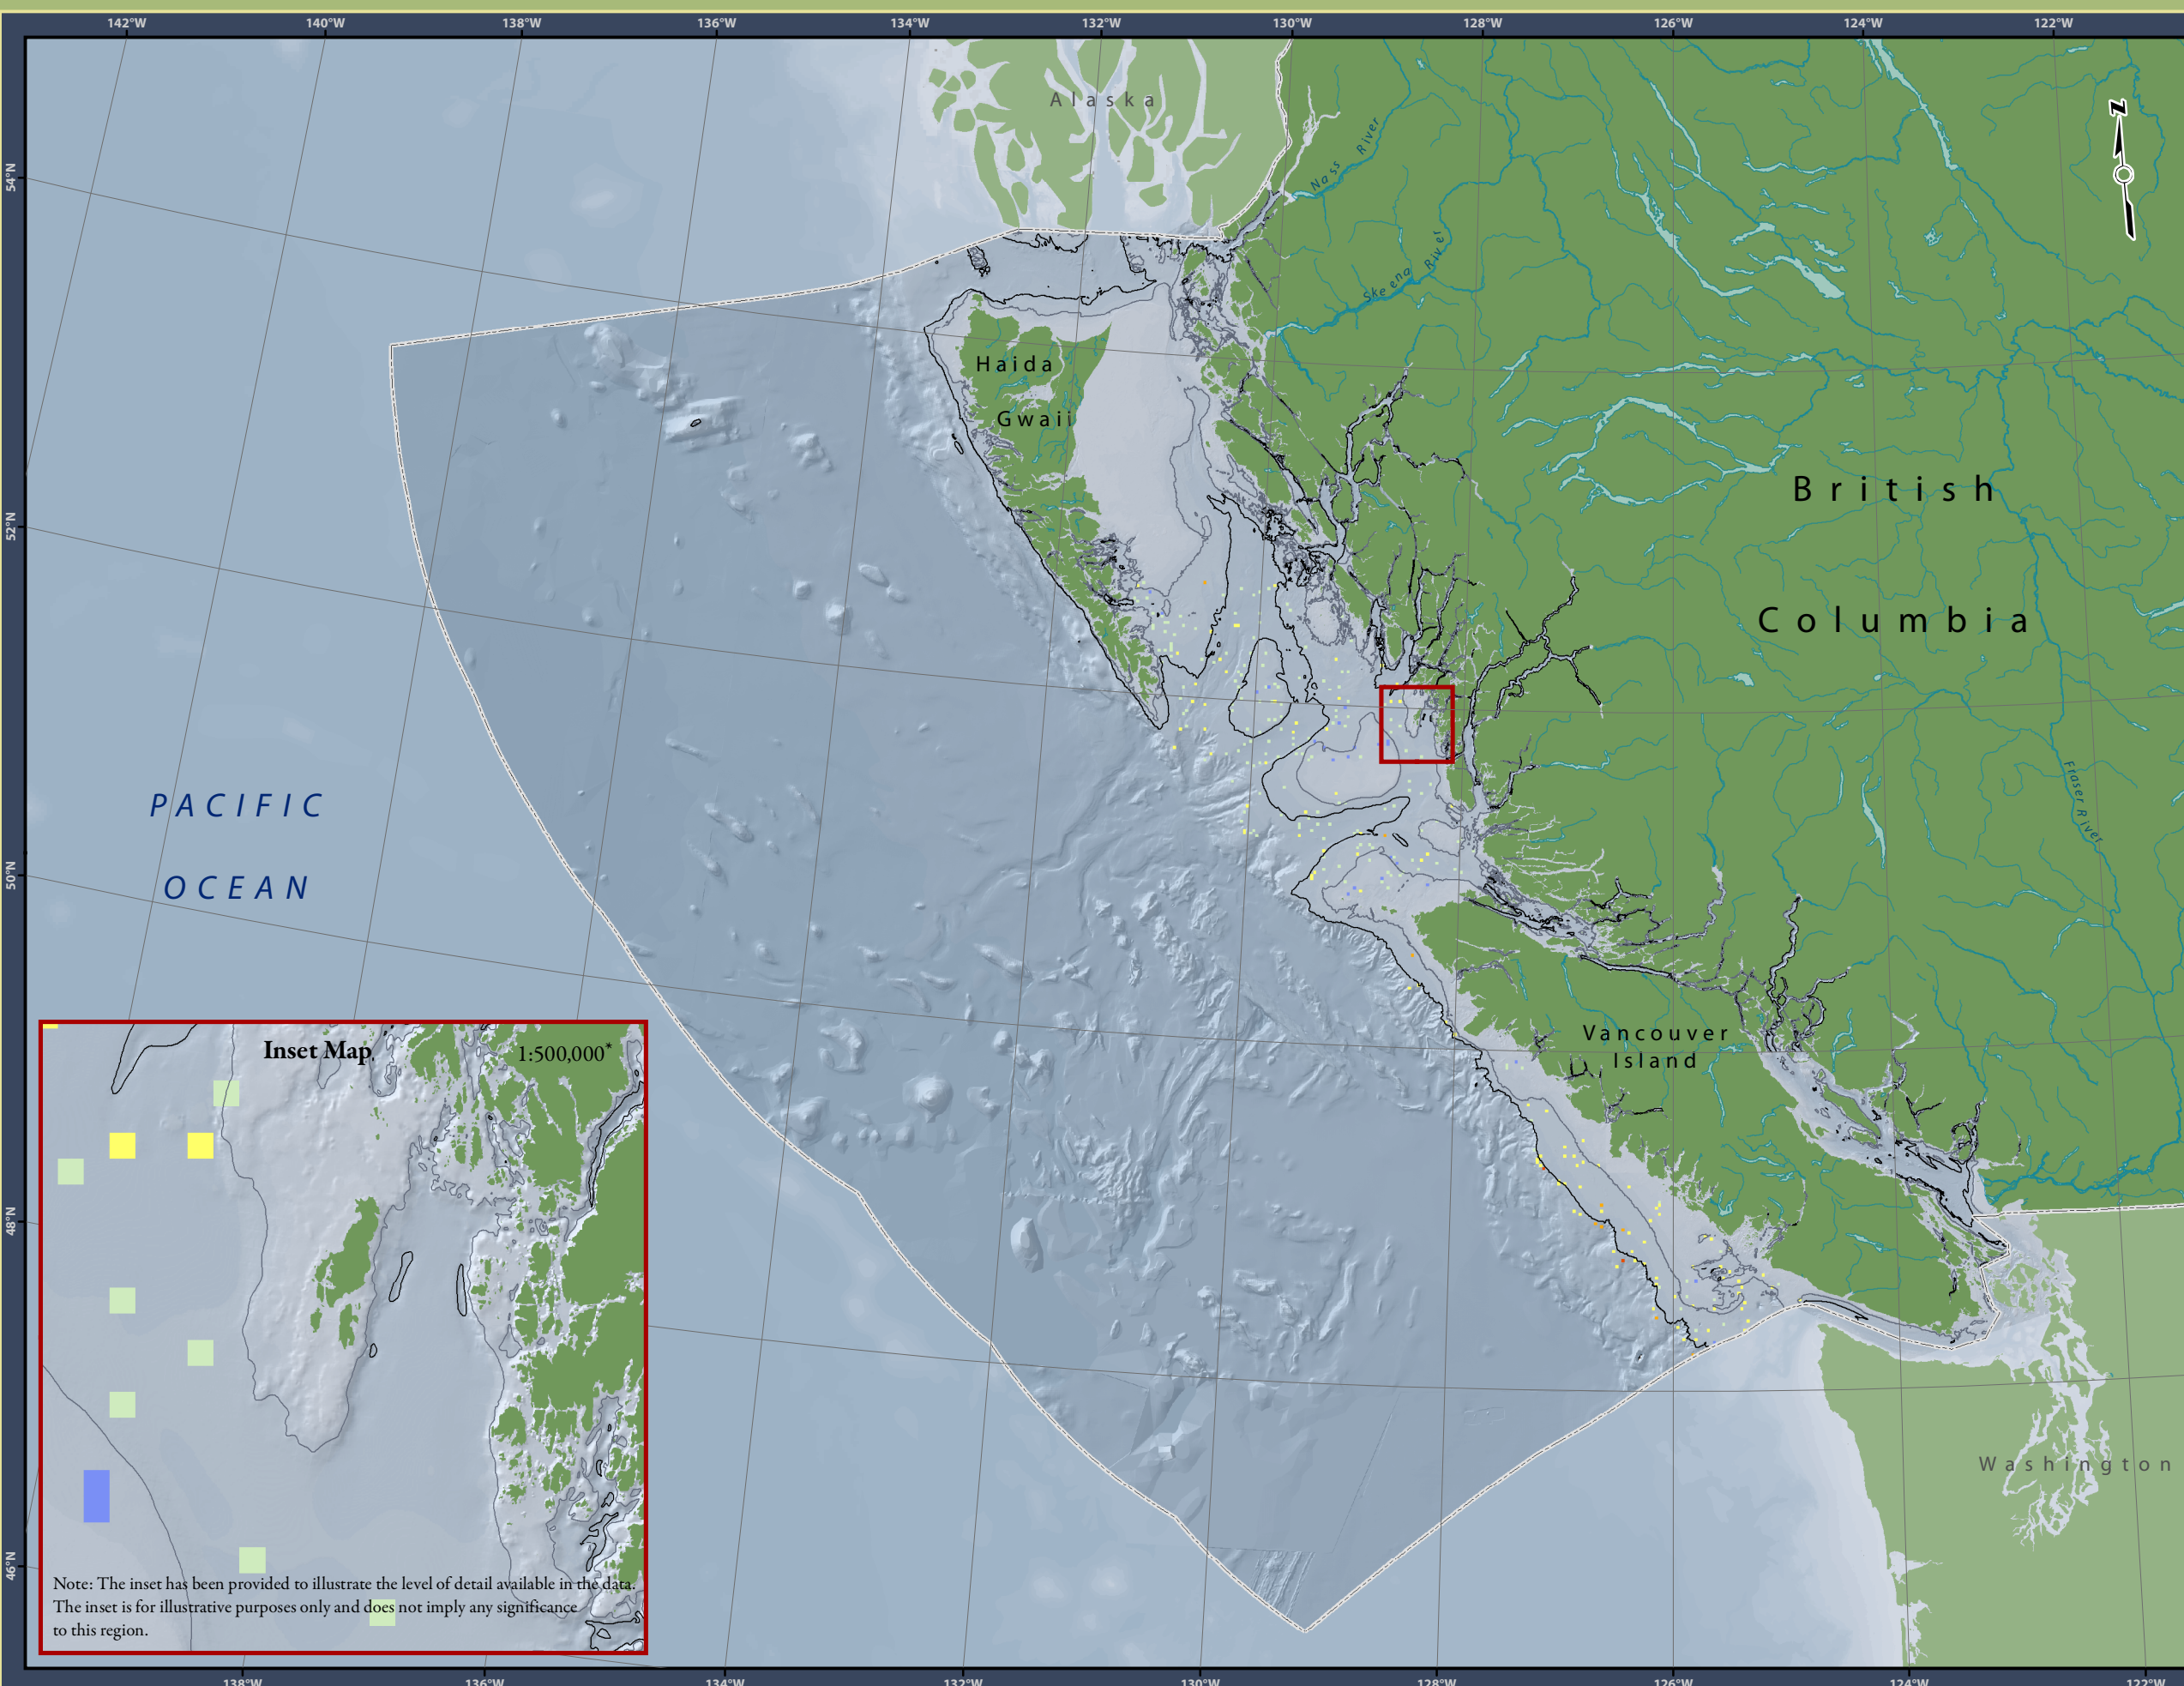 142°W 140°W 138°W 136°W 134°W 132°W 130°W 128°W 126°W 124°W 122°W
N
Alaska
54°N
Nass River
Skeena River
Haida
Gwaii
British
52°N
Columbia
PACIFIC
Fraser River
OCEAN
50°N
Vancouver
Island
Inset Map 1:500,000*
48°N
Washington
46°N
Note: The inset has been provided to illustrate the level of detail available in the data.
The inset is for illustrative purposes only and does not imply any significance
to this region.
138°W 136°W 134°W 132°W 130°W 128°W 126°W 124°W 122°W